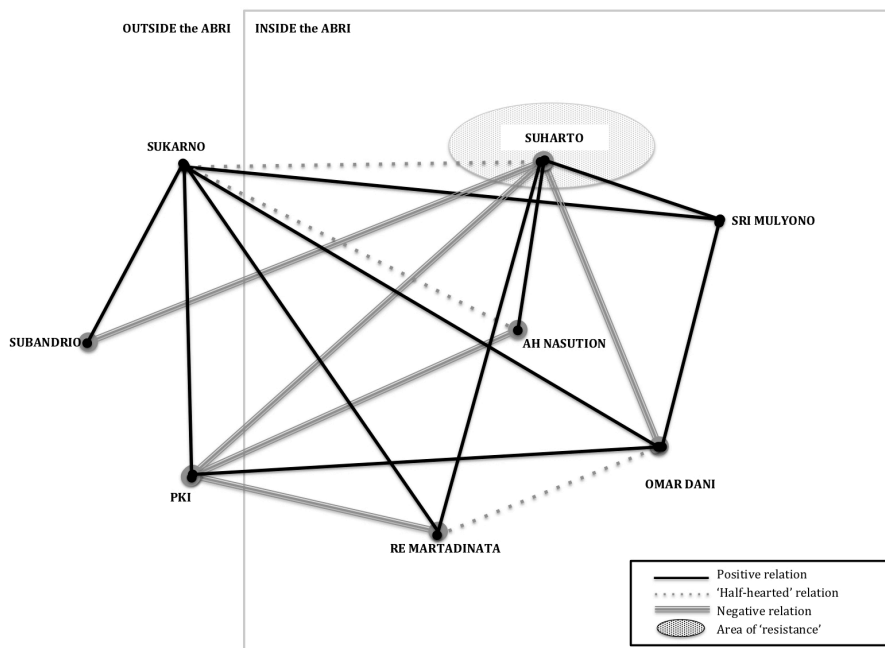 OUTSIDE the ABRI
INSIDE the ABRI
SUHARTO
SUKARNO
SRI MULYONO
SUBANDRIO
AH NASUTION
OMAR DANI
PKI
RE MARTADINATA
Positive relation
‘Half-hearted’ relation
Negative relation
Area of ‘resistance’